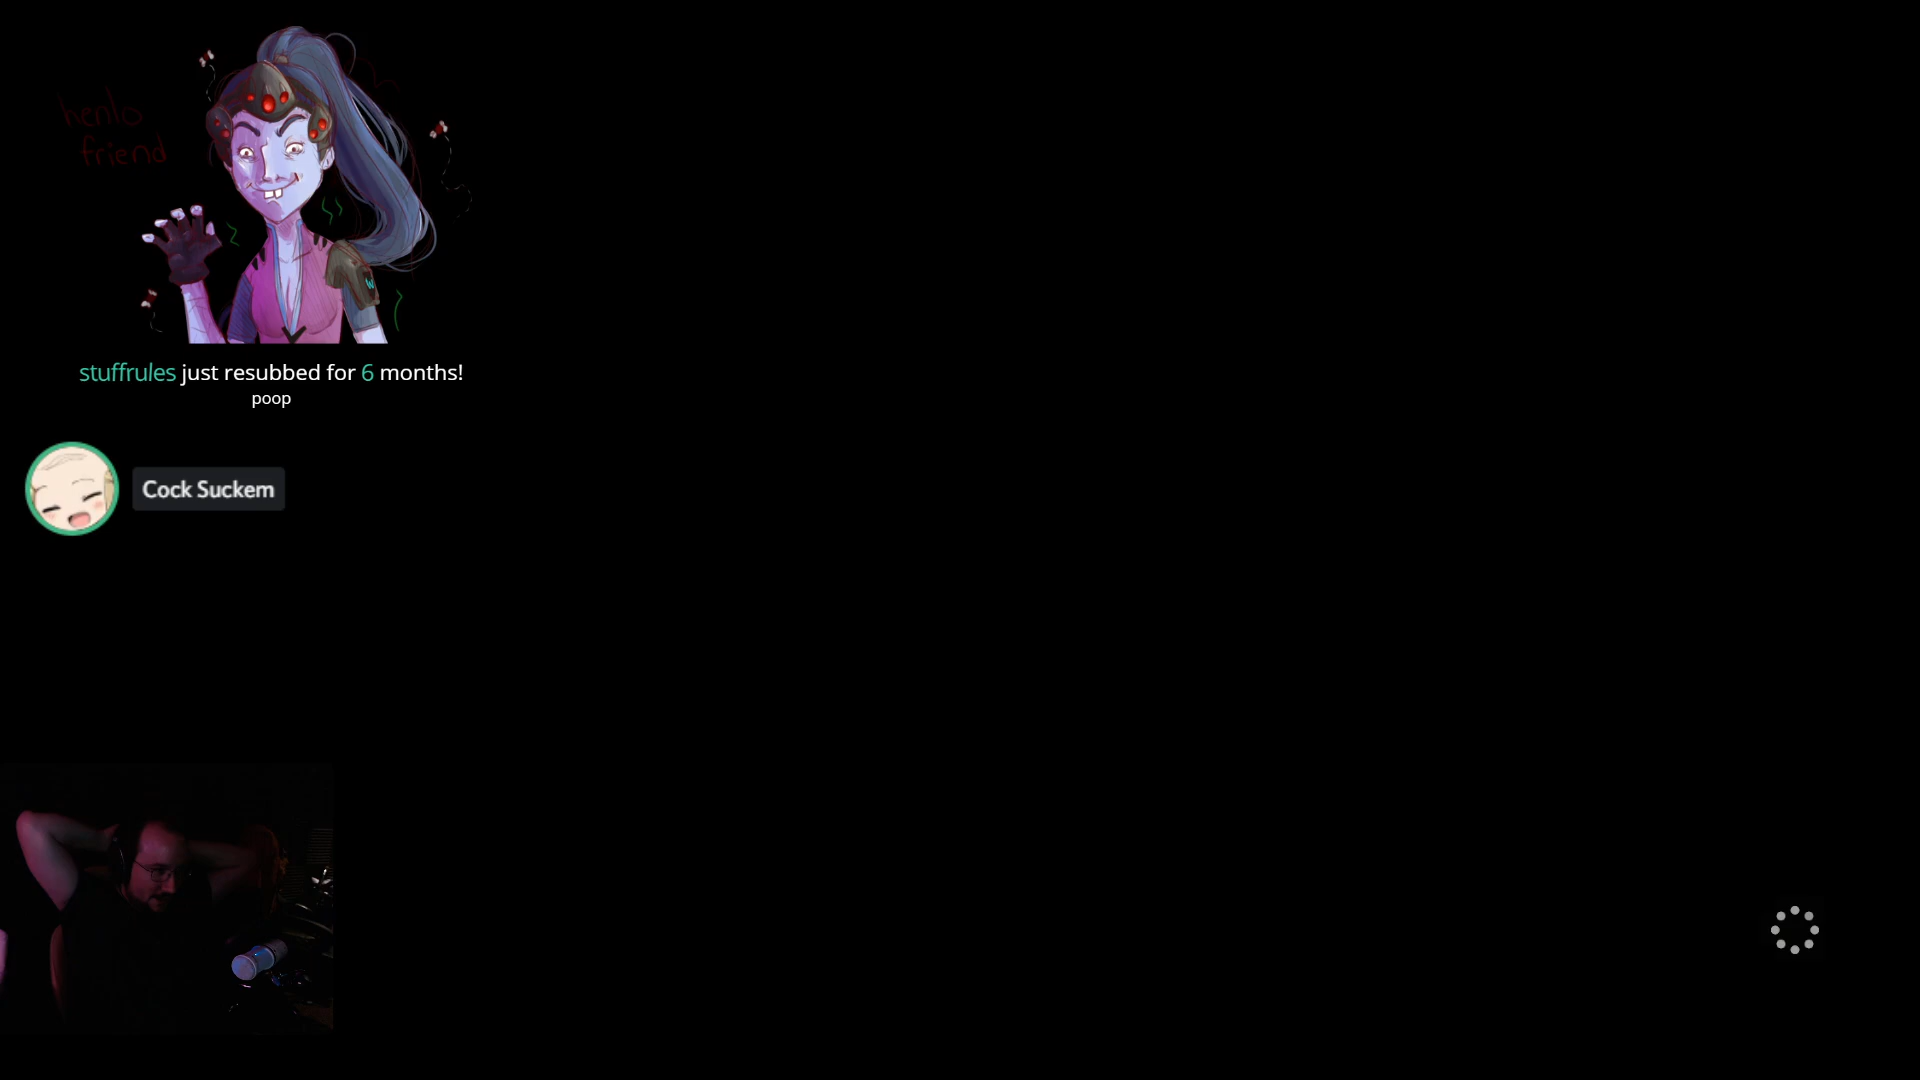 henlo
friend
stuffrules just resubbed for 6 months!
poop
Cock Suckem